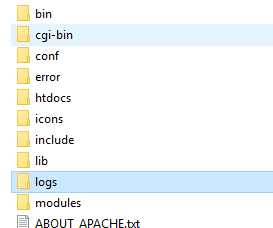 bin
cgi-bin
conf
error
htdocs
icons
include
lib
logs
modules
ABOUT_APACHE.txt